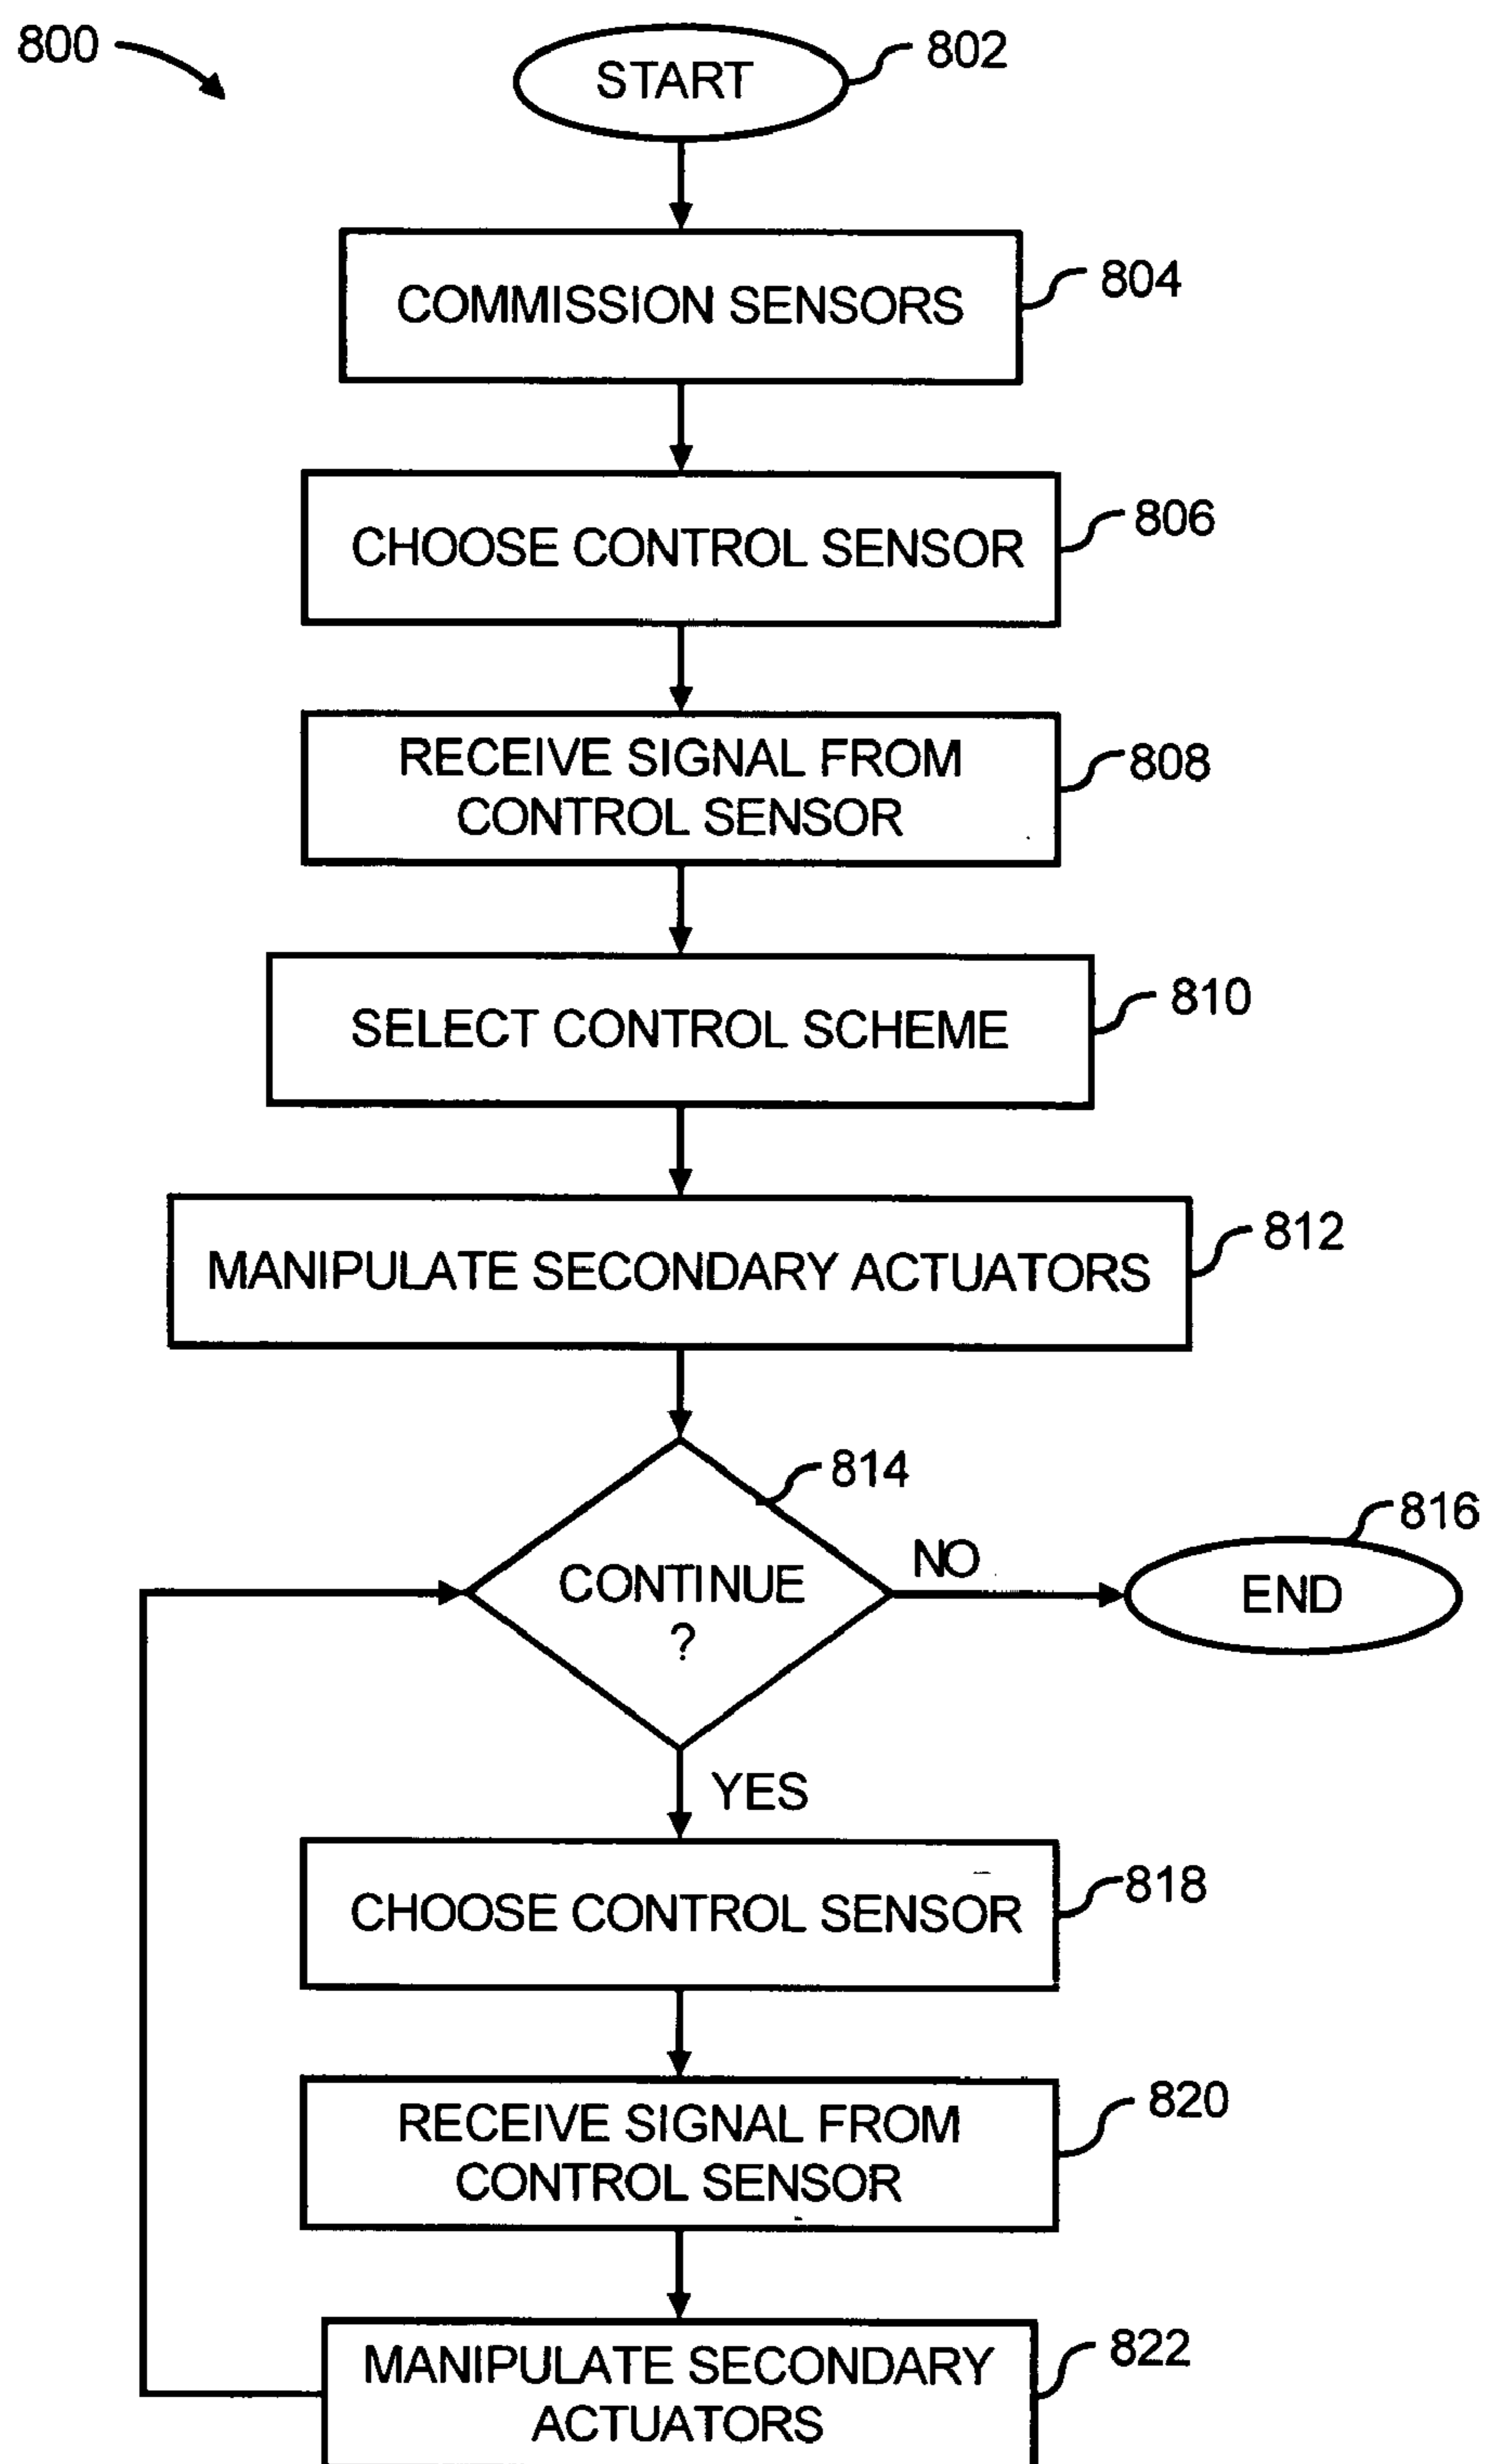 800
START
802
COMMISSION SENSORS
804
CHOOSE CONTROL SENSOR
806
RECEIVE SIGNAL FROM
CONTROL SENSOR
808
SELECT CONTROL SCHEME
810
MANIPULATE SECONDARY ACTUATORS
812
CONTINUE
?
814
NO
END
816
YES
CHOOSE CONTROL SENSOR
818
RECEIVE SIGNAL FROM
CONTROL SENSOR
820
MANIPULATE SECONDARY
ACTUATORS
822